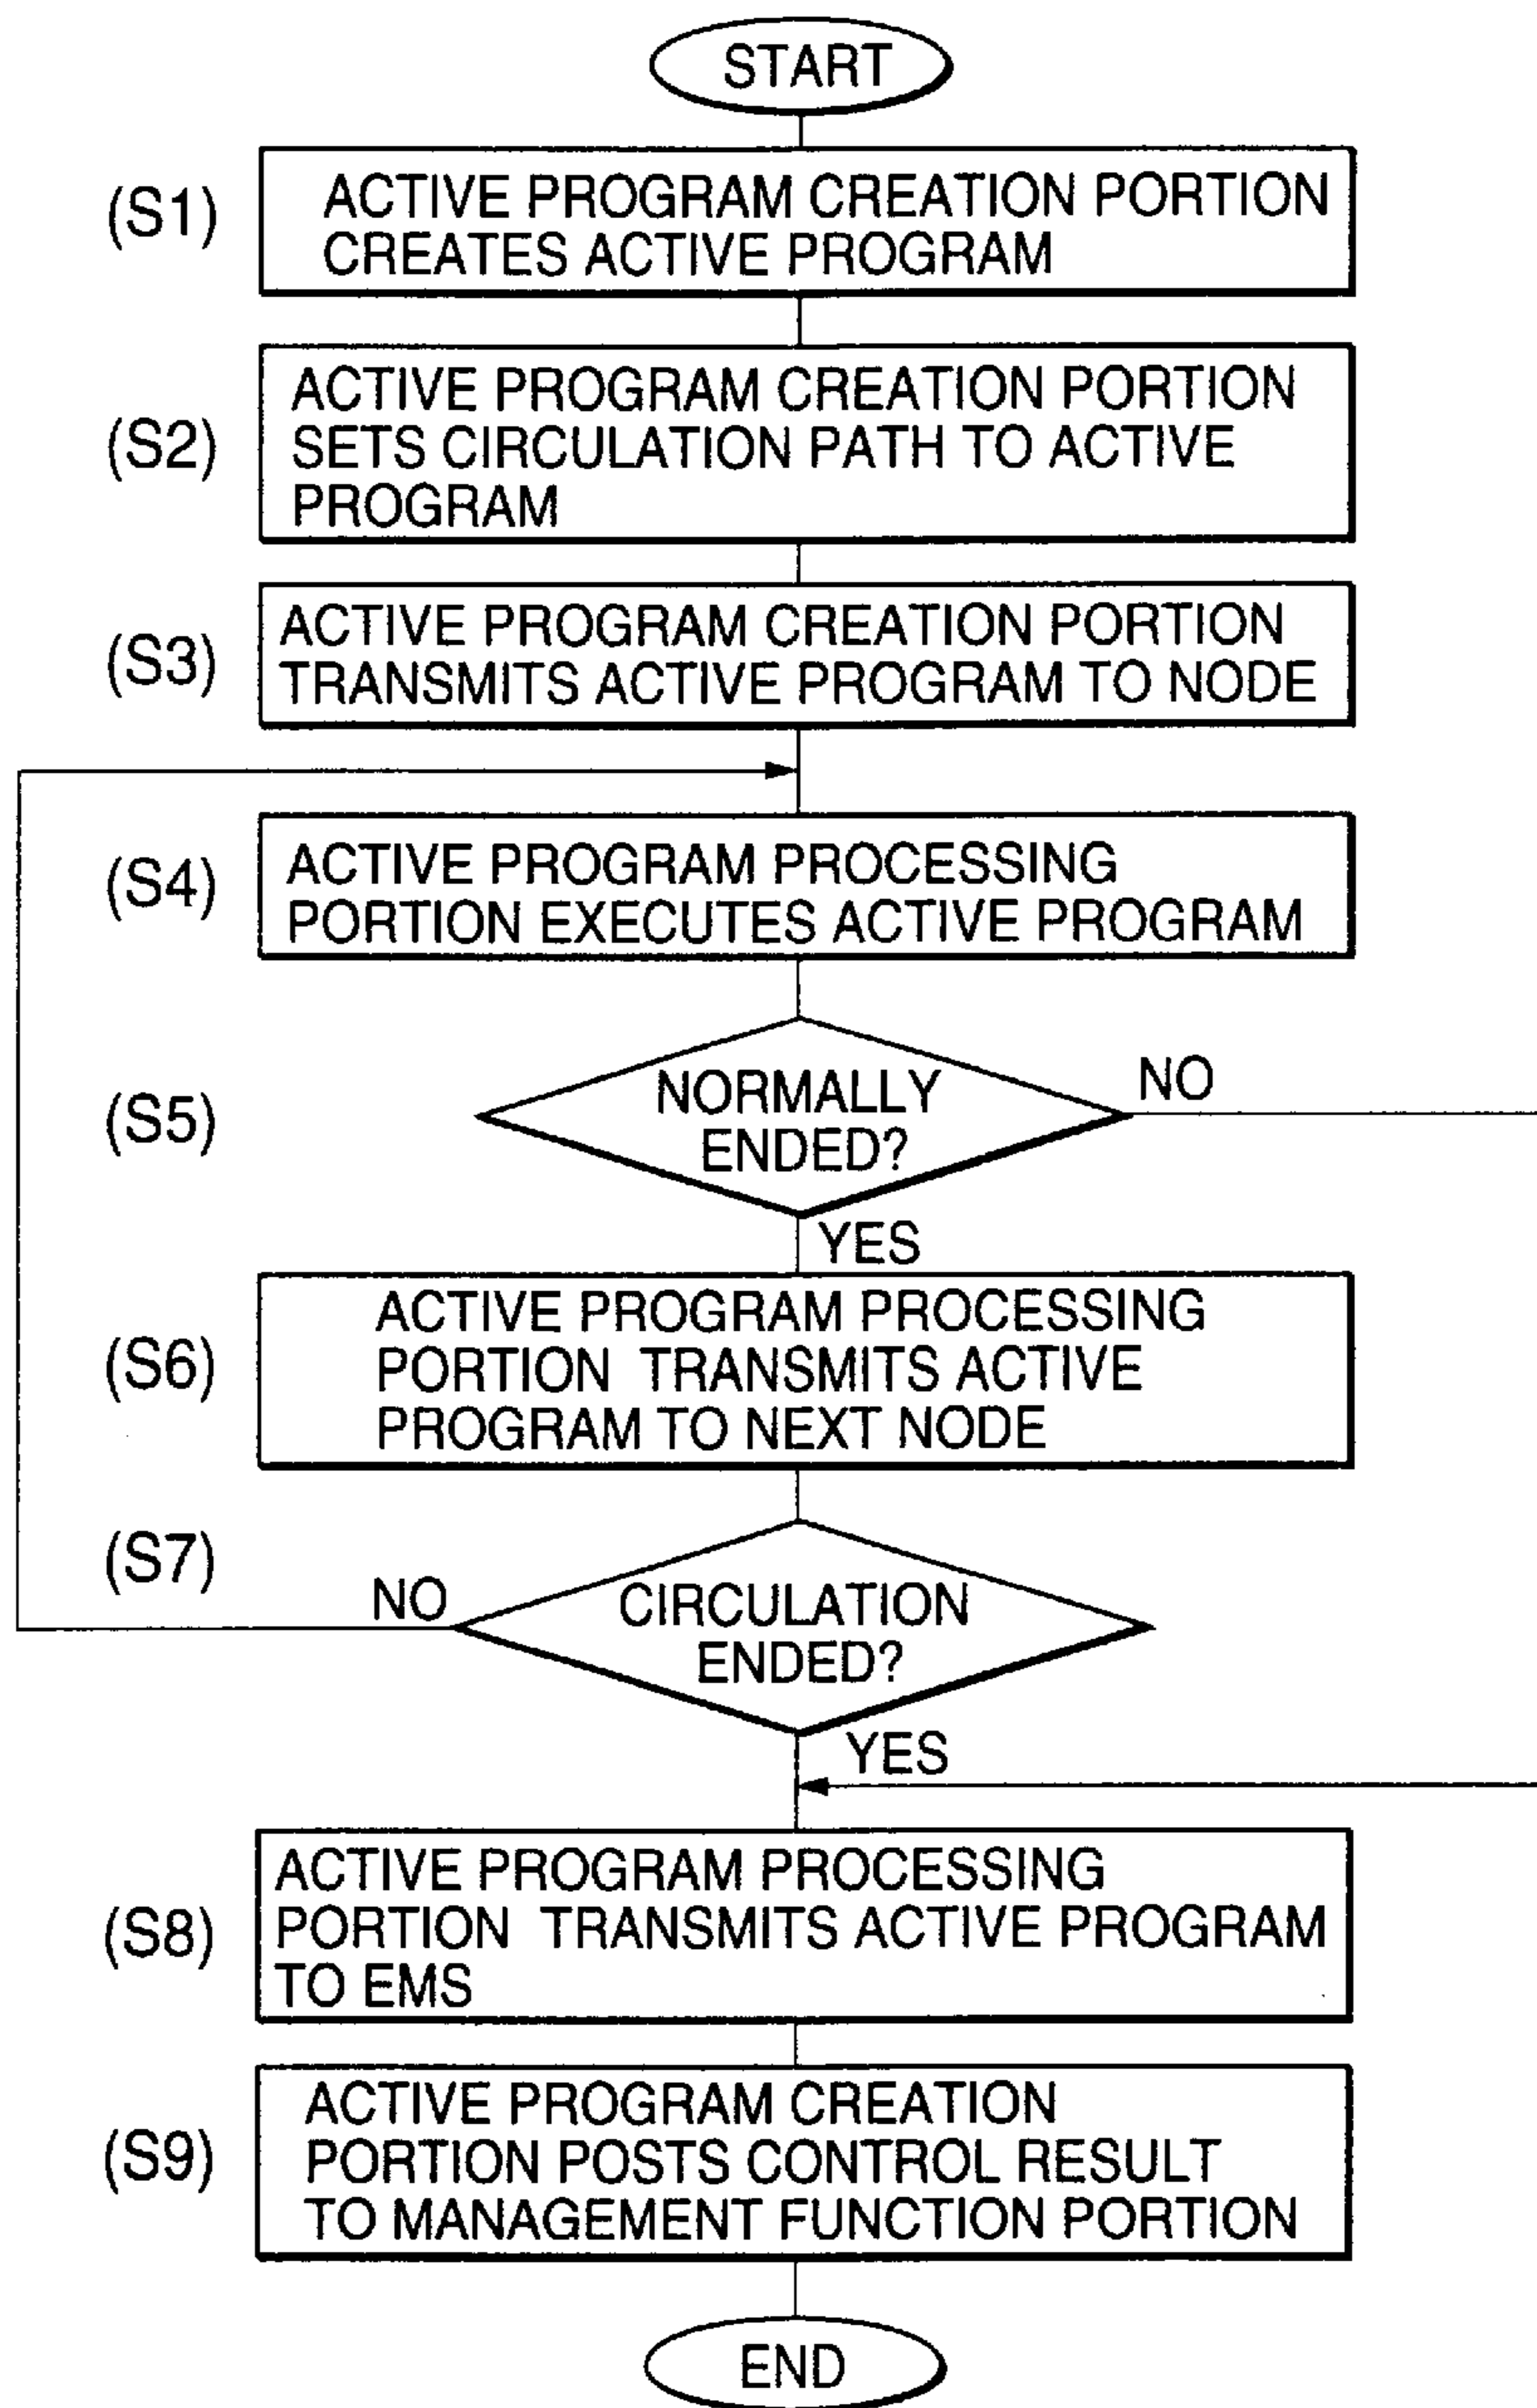 START
(S1)
ACTIVE PROGRAM CREATION PORTION
CREATES ACTIVE PROGRAM
(S2)
ACTIVE PROGRAM CREATION PORTION
SETS CIRCULATION PATH TO ACTIVE
PROGRAM
(S3)
ACTIVE PROGRAM CREATION PORTION
TRANSMITS ACTIVE PROGRAM TO NODE
(S4)
ACTIVE PROGRAM PROCESSING
PORTION EXECUTES ACTIVE PROGRAM
(S5)
NORMALLY
ENDED?
NO
YES
(S6)
ACTIVE PROGRAM PROCESSING
PORTION TRANSMITS ACTIVE
PROGRAM TO NEXT NODE
(S7)
NO
CIRCULATION
ENDED?
YES
(S8)
ACTIVE PROGRAM PROCESSING
PORTION TRANSMITS ACTIVE PROGRAM
TO EMS
(S9)
ACTIVE PROGRAM CREATION
PORTION POSTS CONTROL RESULT
TO MANAGEMENT FUNCTION PORTION
END